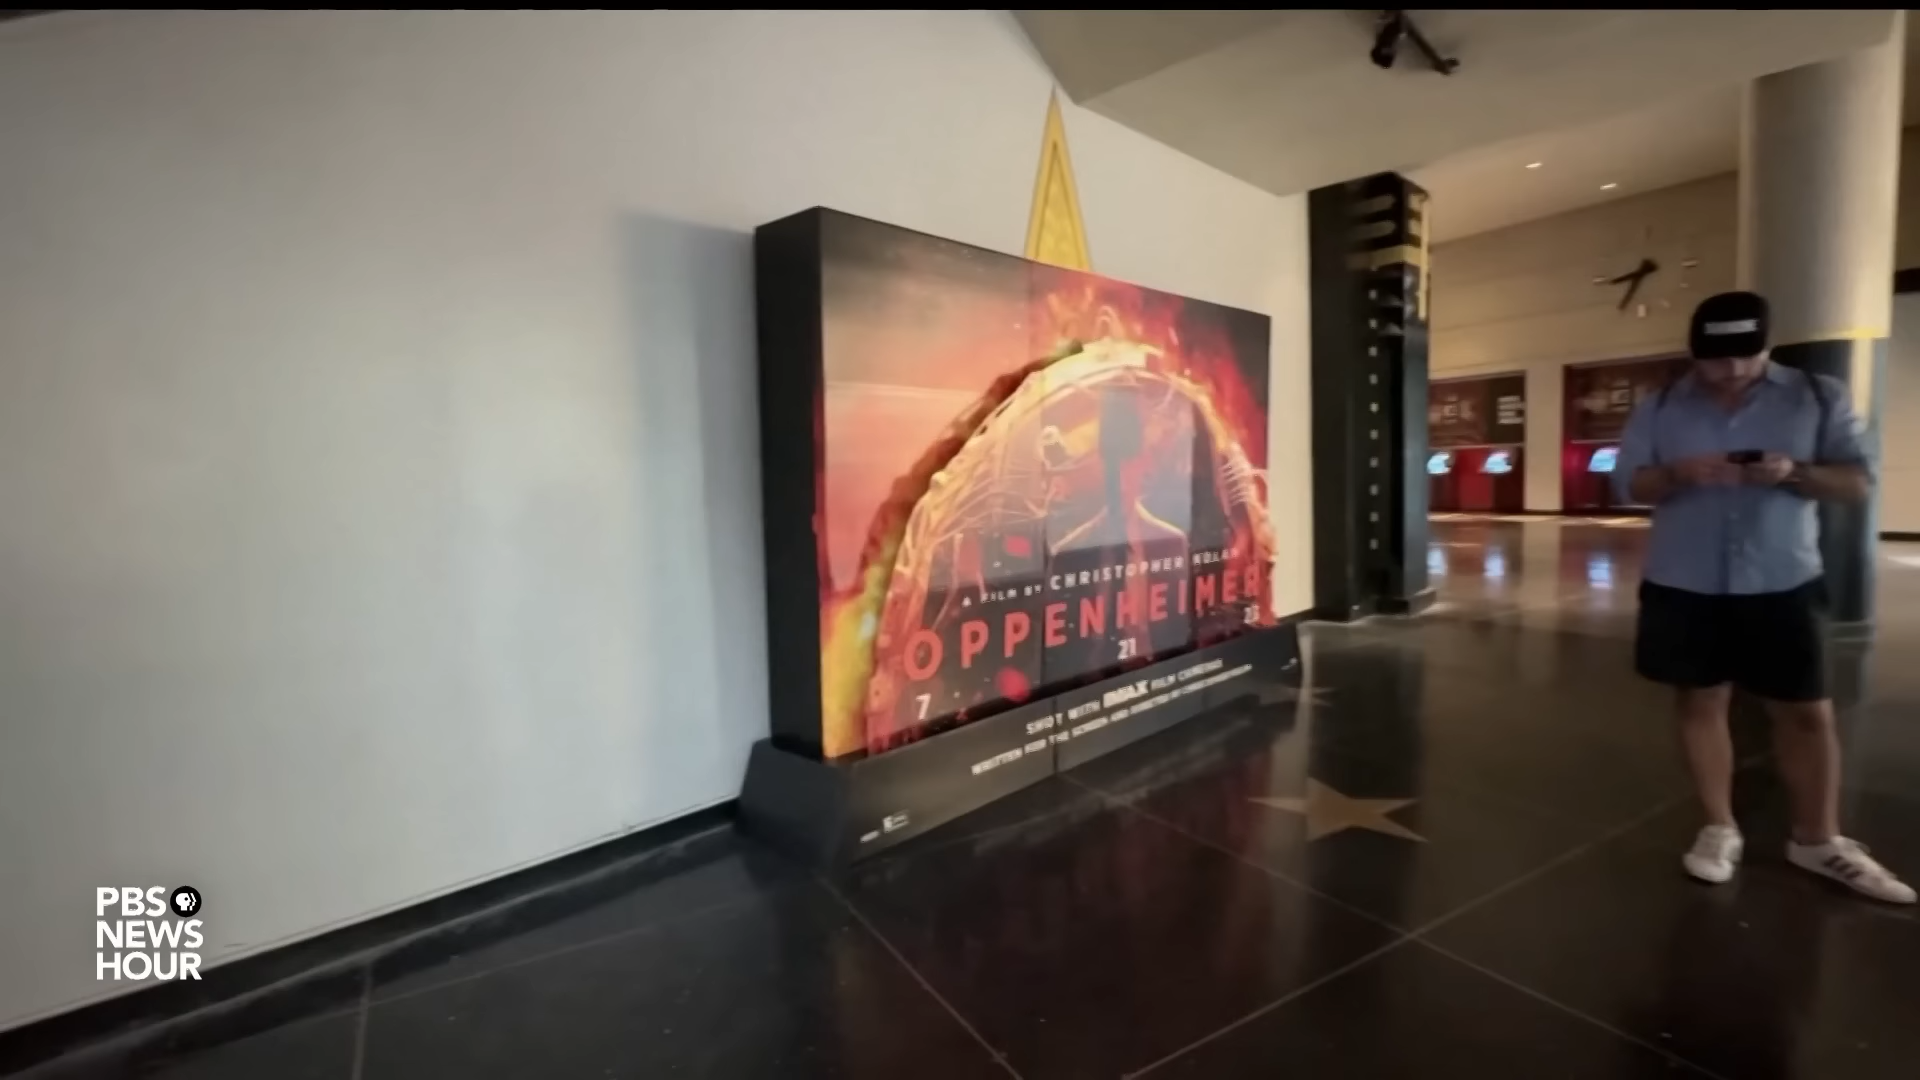 A FILM BY CHRISTOPHER NOLAN
OPPENHEIMER
7 21 23
SHOT WITH IMAX FILM CAMERAS
WRITTEN FOR THE SCREEN AND DIRECTED BY CHRISTOPHER NOLAN
PBS
NEWS
HOUR